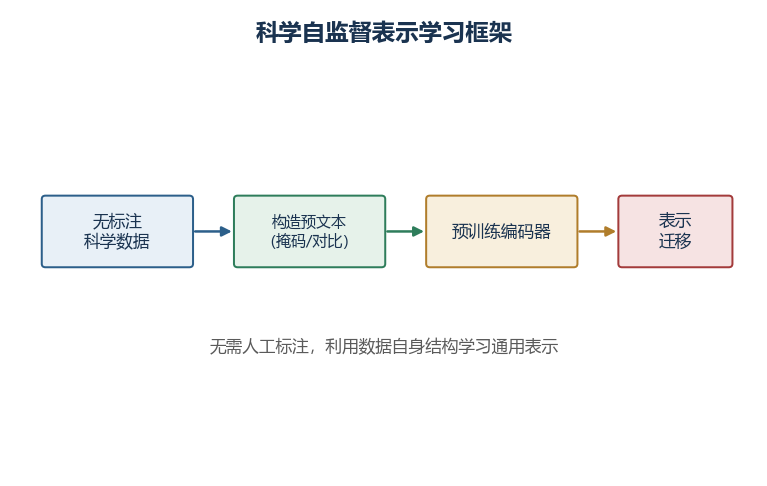 科学自监督表示学习框架
无标注
科学数据
构造预文本
(掩码/对比)
预训练编码器
表示
迁移
无需人工标注，利用数据自身结构学习通用表示